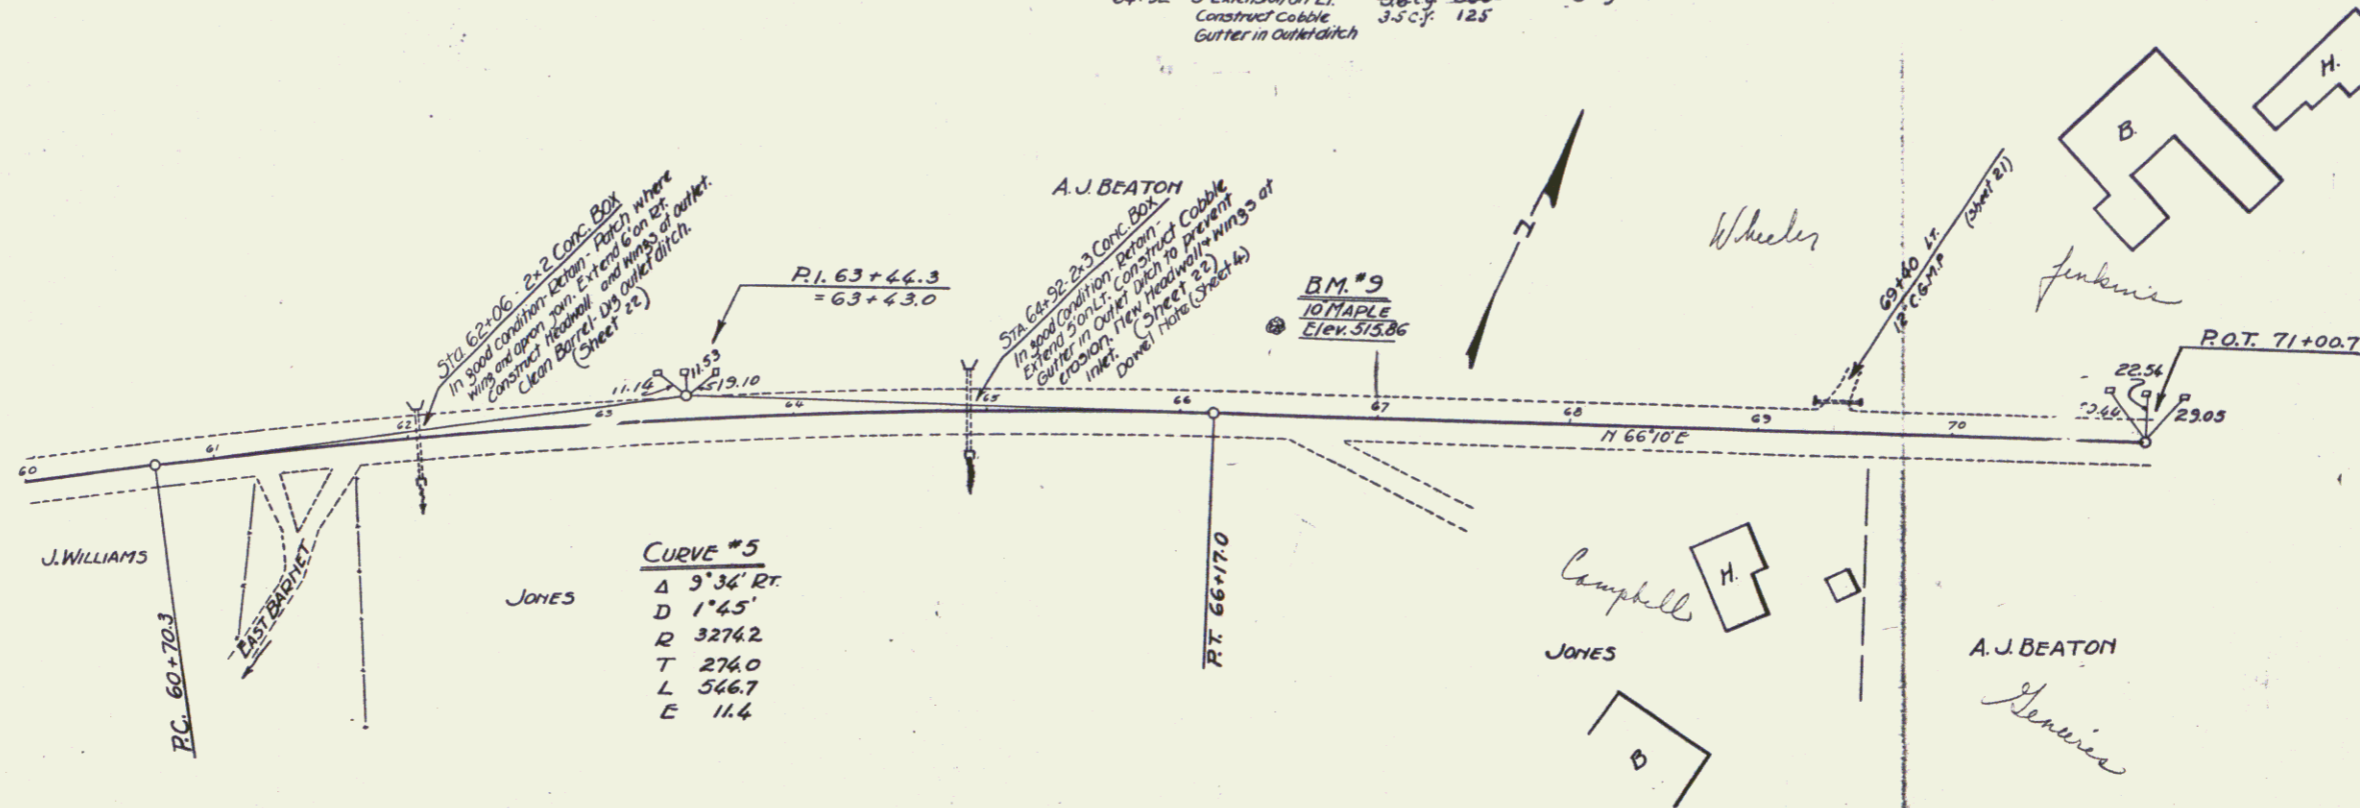 Construct Cobble 3.5 c.y. 125
Gutter in Outlet ditch
H.
B.
Sta 62+06 - 2x2 Conc. Box
In good condition - Retain - Patch where
wing and apron join. Extend 6' on Rt.
Construct Headwall and wings at outlet.
Clean Barrel - Dig outlet ditch.
(Sheet 22)
P.I. 63+44.3
= 63+43.0
A.J. BEATON
STA 64+92 - 2x3 Conc. Box
In good Condition - Retain -
Extend 5' on Lt. Construct Cobble
Gutter in Outlet Ditch to prevent
erosion. New Headwall & wings at
inlet. (Sheet 22)
Dowel Note (Sheet 4)
N
B.M. #9
10" MAPLE
Elev. 515.86
Wheeler
69+40 LT.
12" C.G.M.P.
(Sheet 21)
Jenkins
P.O.T. 71+00.7
11.14
11.53
519.10
22.54
29.05
60
61
62
63
64
65
66
67
68
69
70
N 66°10' E
J. WILLIAMS
P.C. 60+70.3
EAST BARNET
JONES
CURVE #5
Δ 9°34' RT.
D 1°45'
R 3274.2
T 274.0
L 546.7
E 11.4
P.T. 66+17.0
Campbell
H.
JONES
B
A.J. BEATON